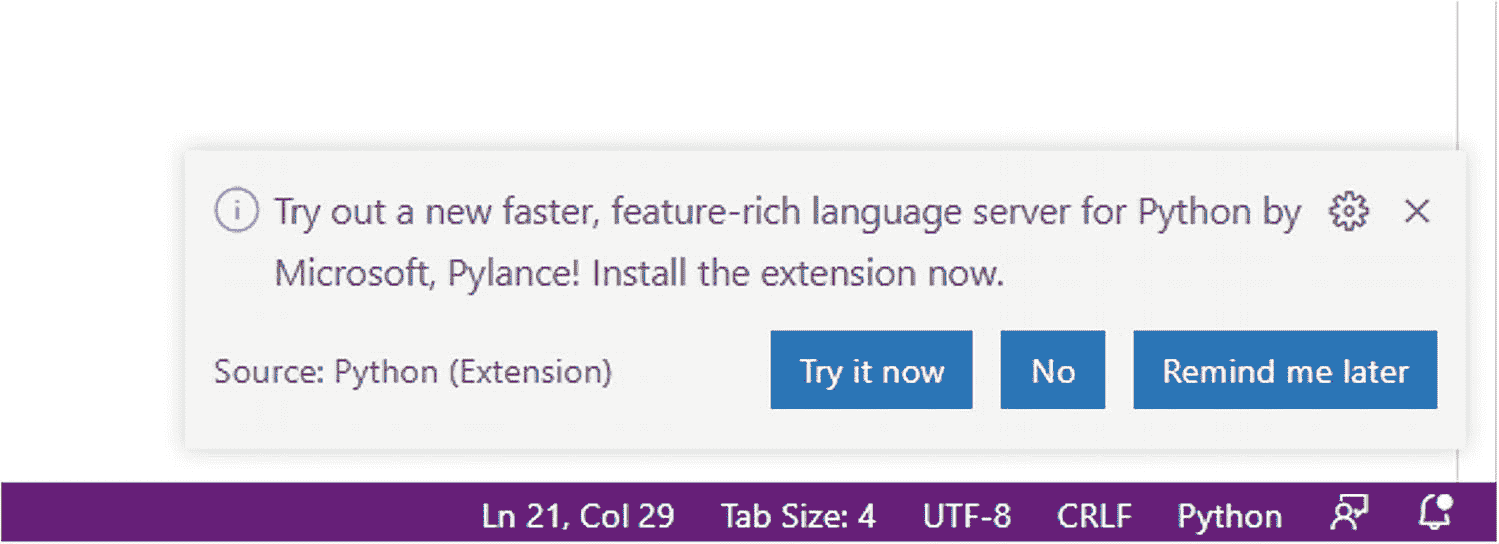 Try out a new faster, feature-rich language server for Python by
Microsoft, Pylance! Install the extension now.
Source: Python (Extension) Try it now No Remind me later
Ln 21, Col 29 Tab Size: 4 UTF-8 CRLF Python